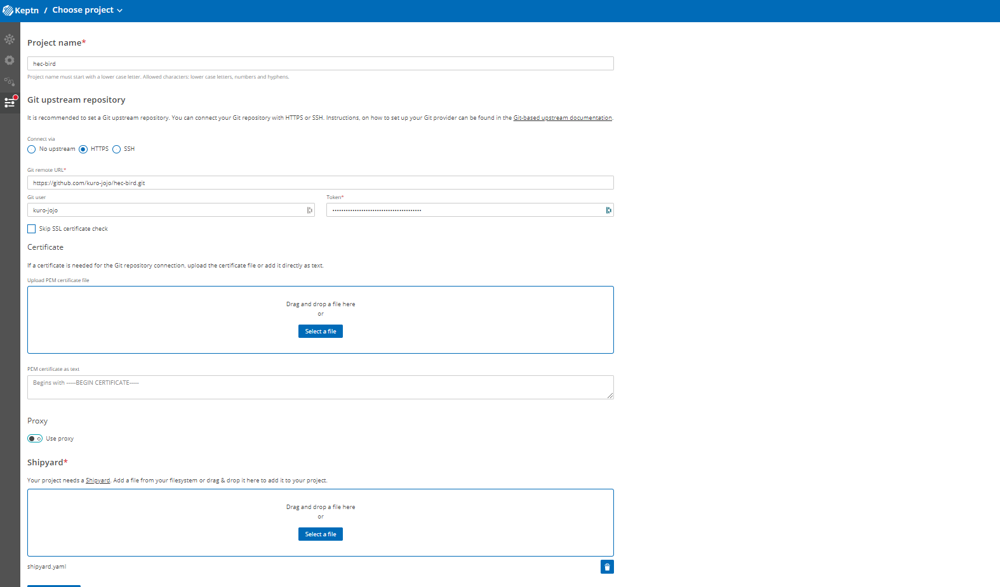 Keptn / Choose project
Project name*
hec-bird
Project name must start with a lower case letter. Allowed characters: lower case letters, numbers and hyphens.
Git upstream repository
It is recommended to set a Git upstream repository. You can connect your Git repository with HTTPS or SSH. Instructions, on how to set up your Git provider can be found in the Git-based upstream documentation.
Connect via
No upstream HTTPS SSH
Git remote URL*
https://github.com/kuro-jojo/hec-bird.git
Git user Token*
kuro-jojo
Skip SSL certificate check
Certificate
If a certificate is needed for the Git repository connection, upload the certificate file or add it directly as text.
Upload PEM certificate file
Drag and drop a file here
or
Select a file
PEM certificate as text
Begins with -----BEGIN CERTIFICATE-----
Proxy
Use proxy
Shipyard*
Your project needs a Shipyard. Add a file from your filesystem or drag & drop it here to add it to your project.
Drag and drop a file here
or
Select a file
shipyard.yaml